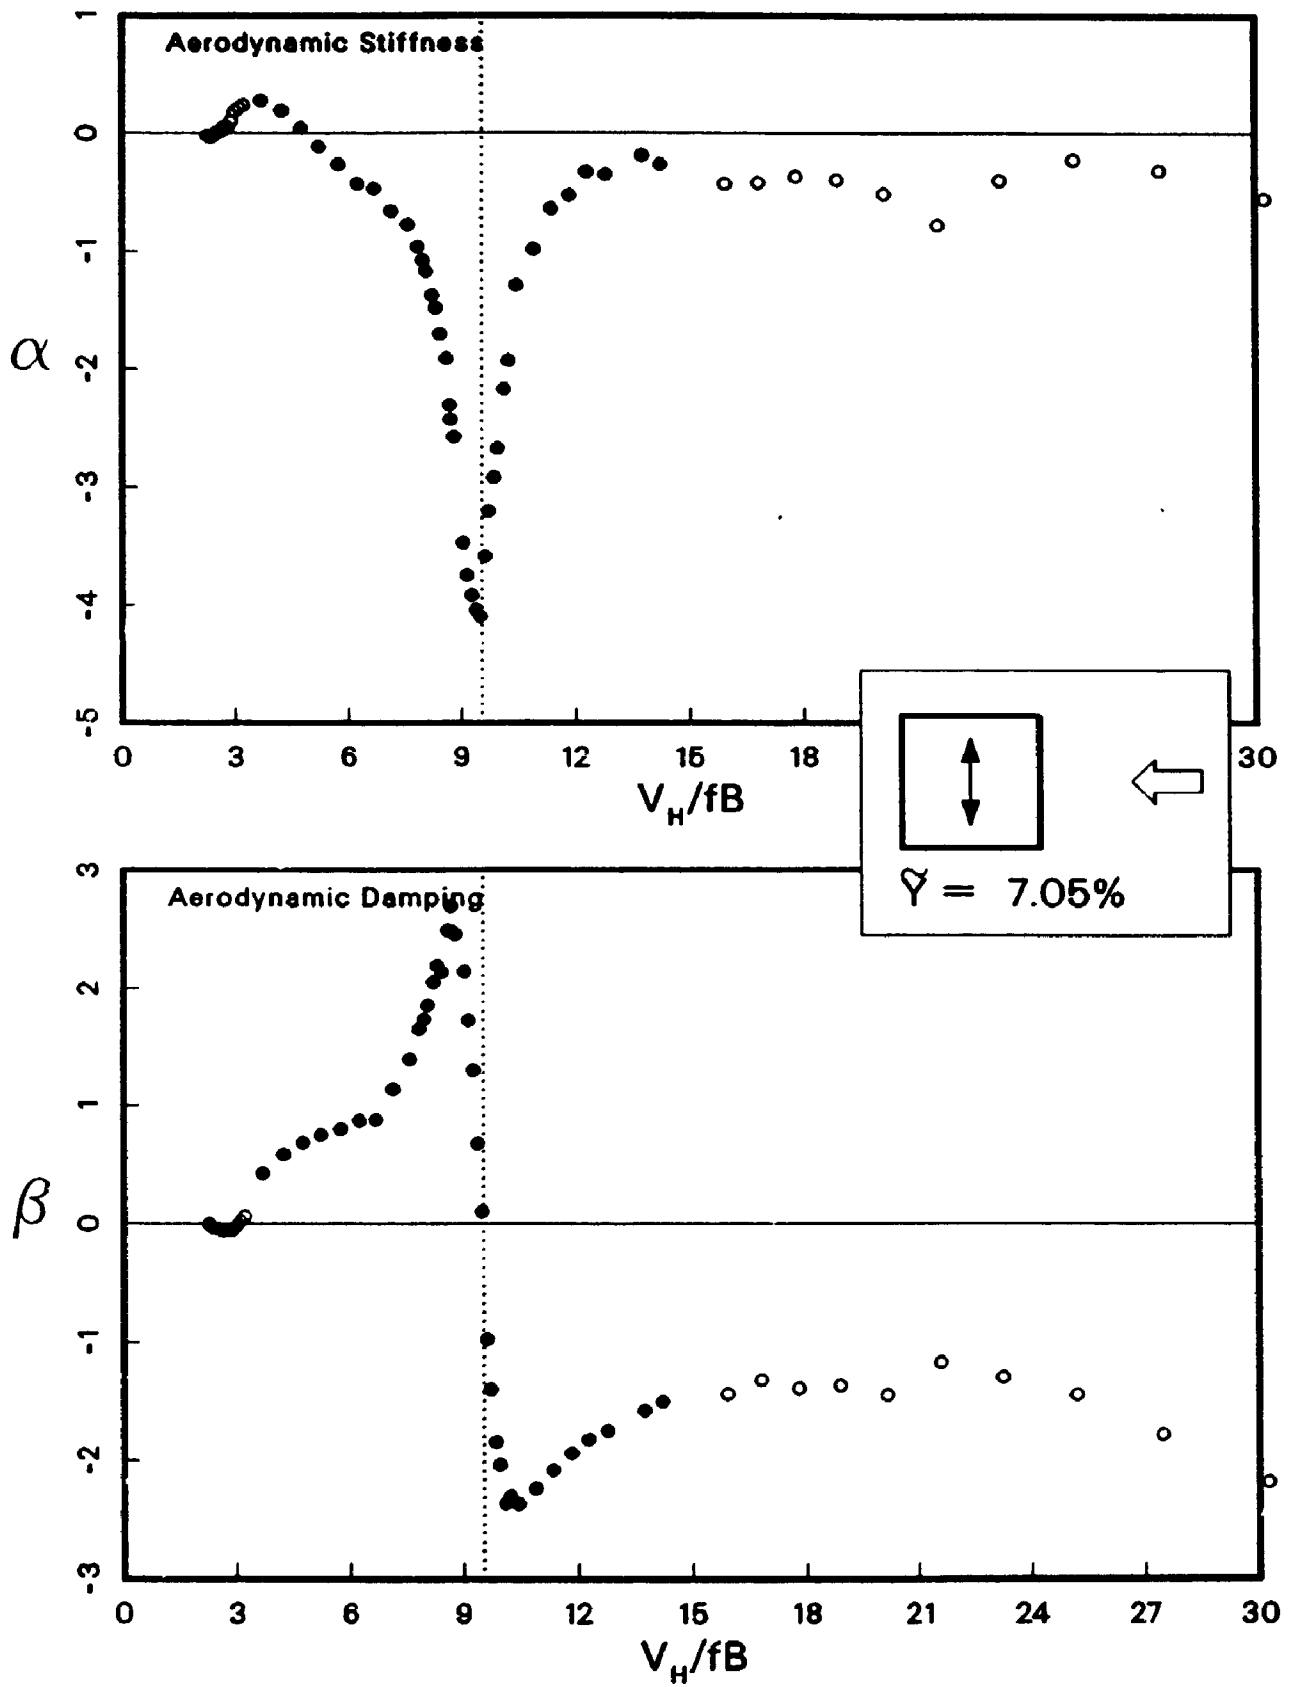 Aerodynamic Stiffness
1
0
-1
-2
-3
-4
-5
α
0 3 6 9 12 15 18 30
V_H/fB
Ỹ = 7.05%
Aerodynamic Damping
3
2
1
0
-1
-2
-3
β
0 3 6 9 12 15 18 21 24 27 30
V_H/fB